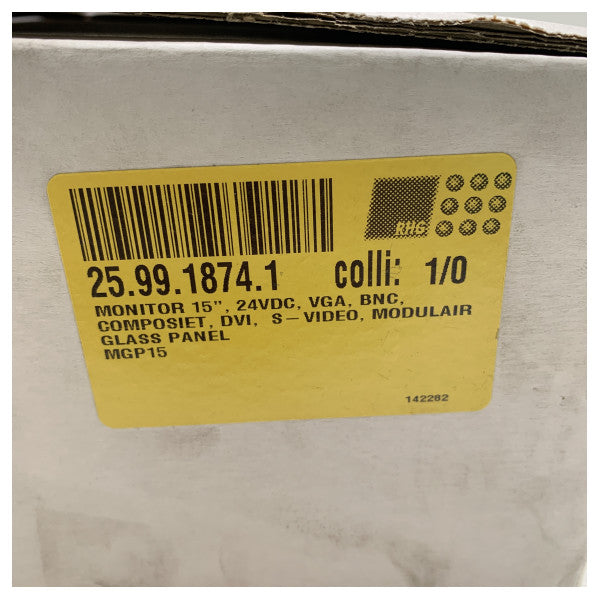 RHG
25.99.1874.1 colli: 1/0
MONITOR 15", 24VDC, VGA, BNC,
COMPOSIET, DVI, S-VIDEO, MODULAIR
GLASS PANEL
MGP15
142282